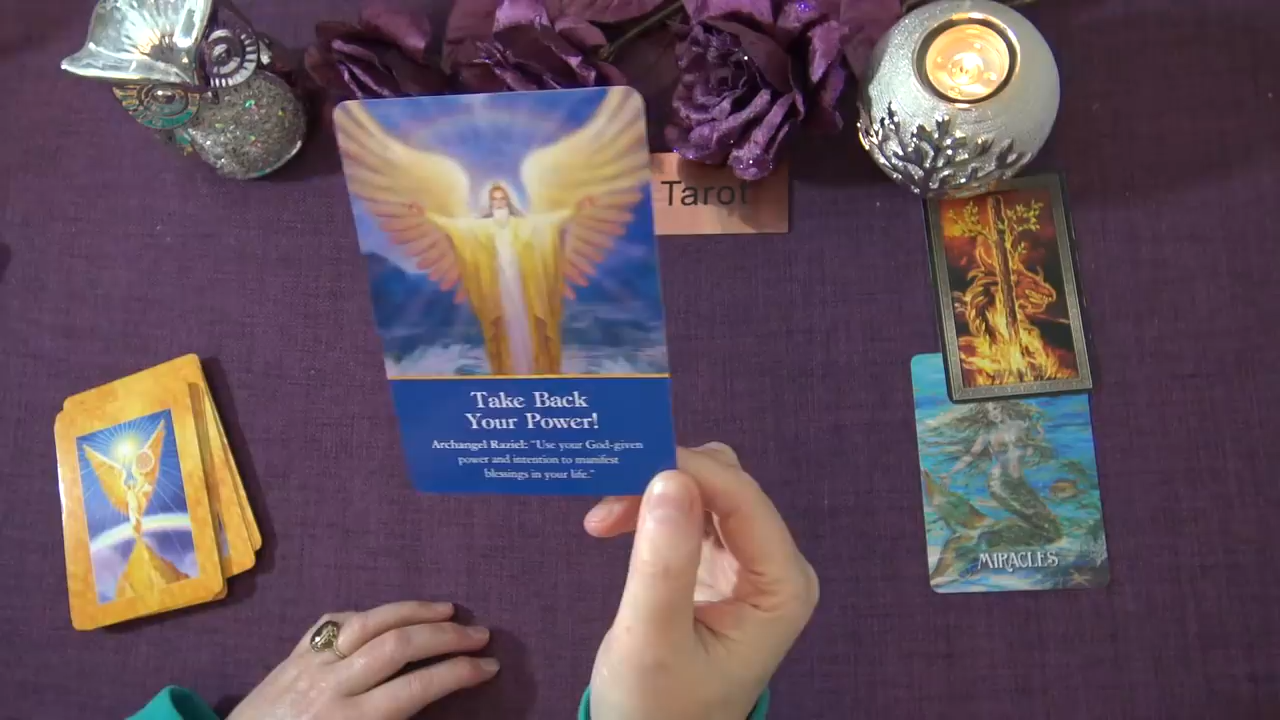 Tarot
Take Back
Your Power!
Archangel Raziel: "Use your God-given
power and intention to manifest
blessings in your life."
MIRACLES